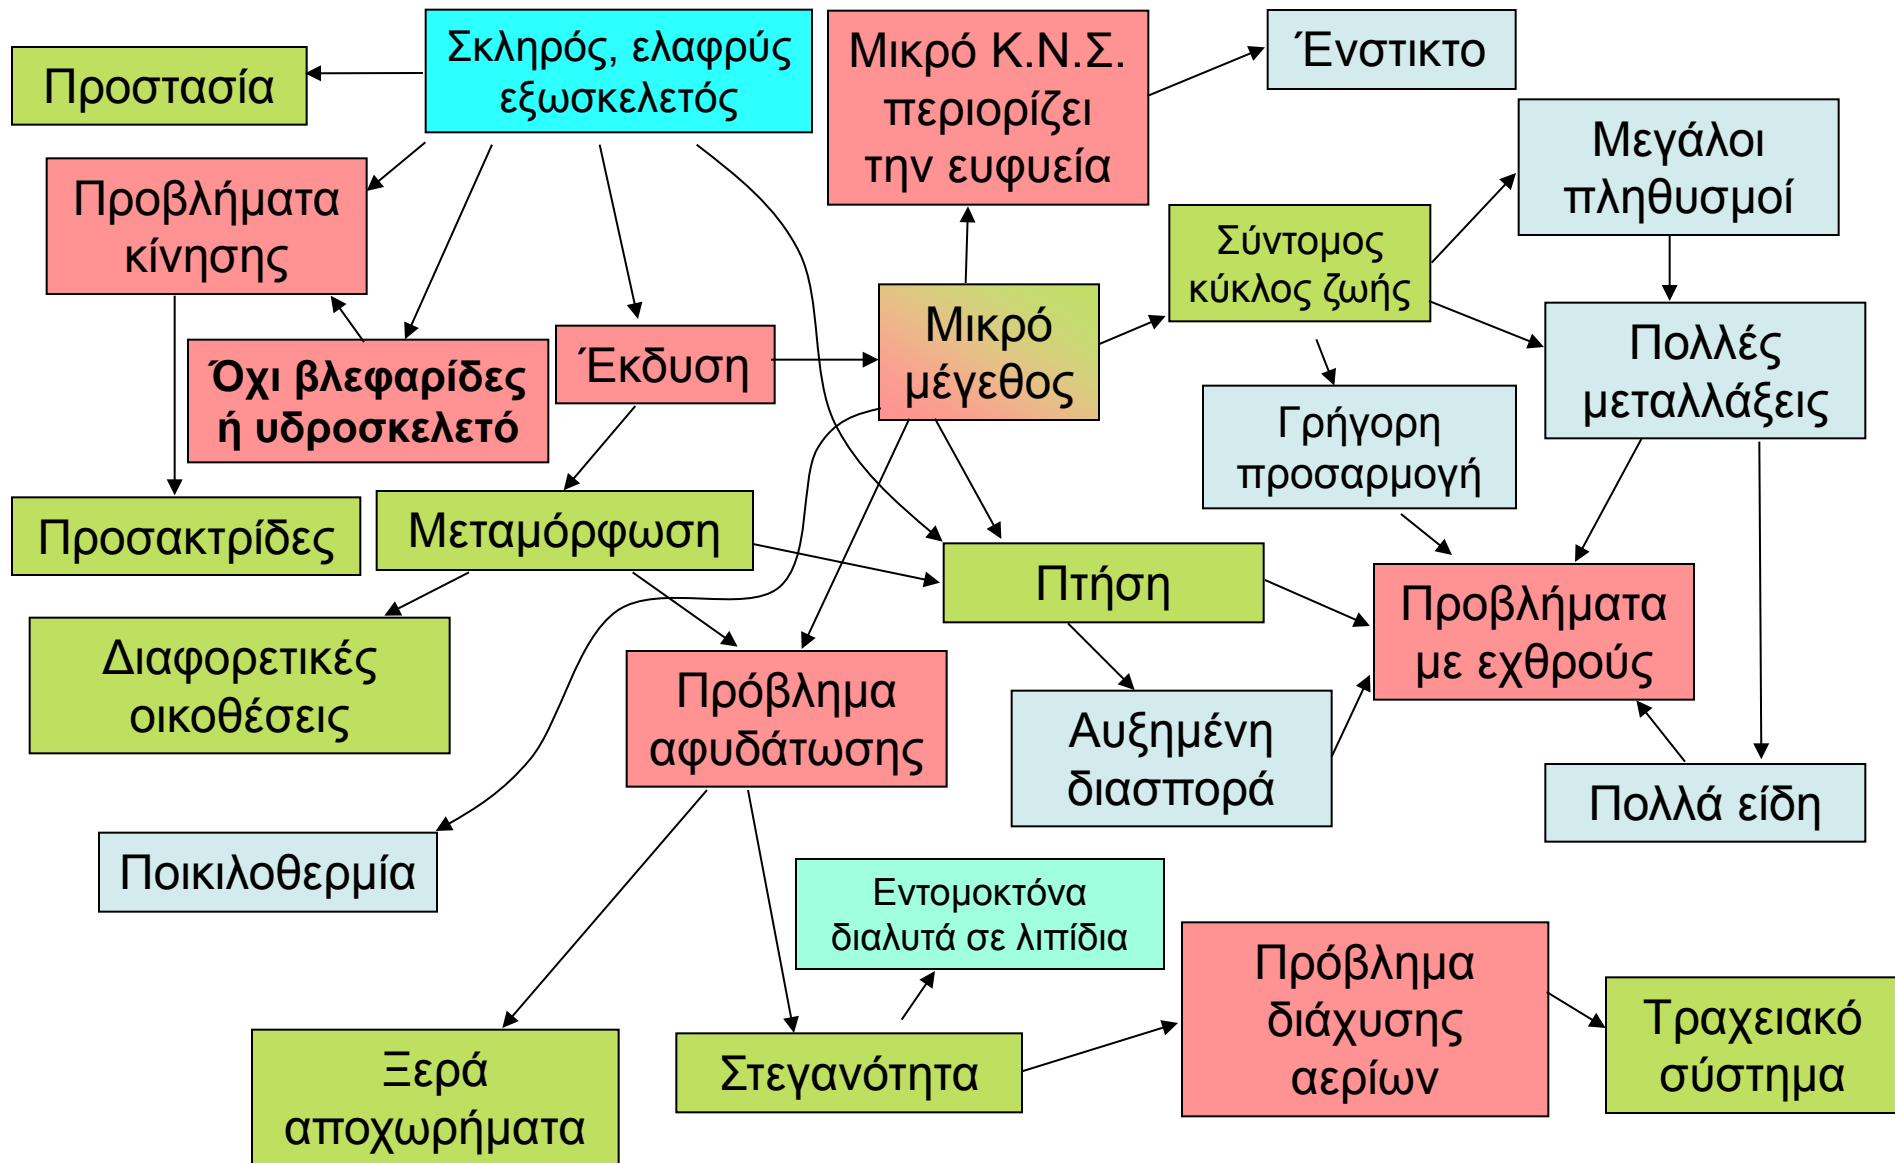 Σκληρός, ελαφρύς
εξωσκελετός
Μικρό Κ.Ν.Σ.
περιορίζει
την ευφυεία
Ένστικτο
Προστασία
Μεγάλοι
πληθυσμοί
Προβλήματα
κίνησης
Σύντομος
κύκλος ζωής
Όχι βλεφαρίδες
ή υδροσκελετό
Έκδυση
Μικρό
μέγεθος
Πολλές
μεταλλάξεις
Γρήγορη
προσαρμογή
Προσακτρίδες
Μεταμόρφωση
Πτήση
Προβλήματα
με εχθρούς
Διαφορετικές
οικοθέσεις
Πρόβλημα
αφυδάτωσης
Αυξημένη
διασπορά
Πολλά είδη
Ποικιλοθερμία
Εντομοκτόνα
διαλυτά σε λιπίδια
Πρόβλημα
διάχυσης
αερίων
Τραχειακό
σύστημα
Ξερά
αποχωρήματα
Στεγανότητα